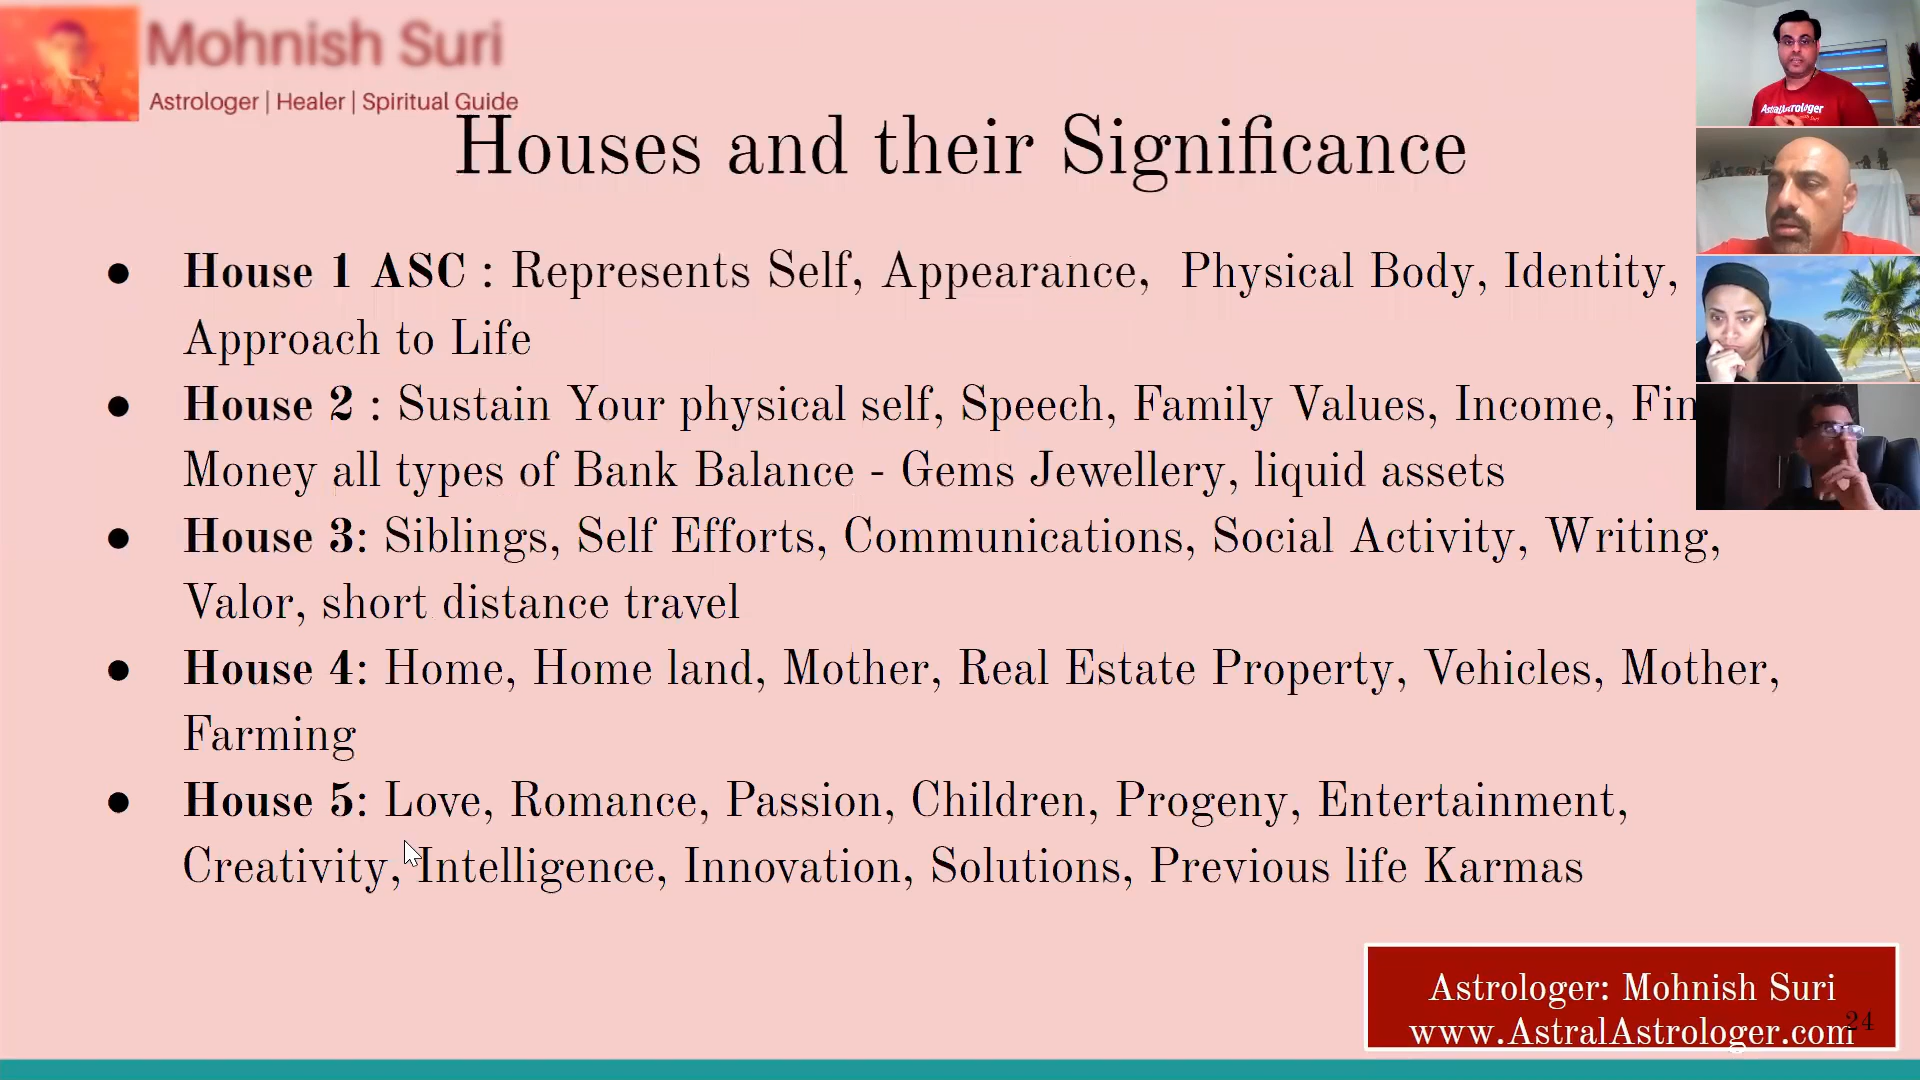 Mohnish Suri
Astrologer | Healer | Spiritual Guide
Houses and their Significance
● House 1 ASC : Represents Self, Appearance, Physical Body, Identity,
Approach to Life
● House 2 : Sustain Your physical self, Speech, Family Values, Income,
Money all types of Bank Balance - Gems Jewellery, liquid assets
● House 3: Siblings, Self Efforts, Communications, Social Activity, Writing,
Valor, short distance travel
● House 4: Home, Home land, Mother, Real Estate Property, Vehicles, Mother,
Farming
● House 5: Love, Romance, Passion, Children, Progeny, Entertainment,
Creativity, Intelligence, Innovation, Solutions, Previous life Karmas
AstralAstrologer
Astrologer: Mohnish Suri
www.AstralAstrologer.com
24